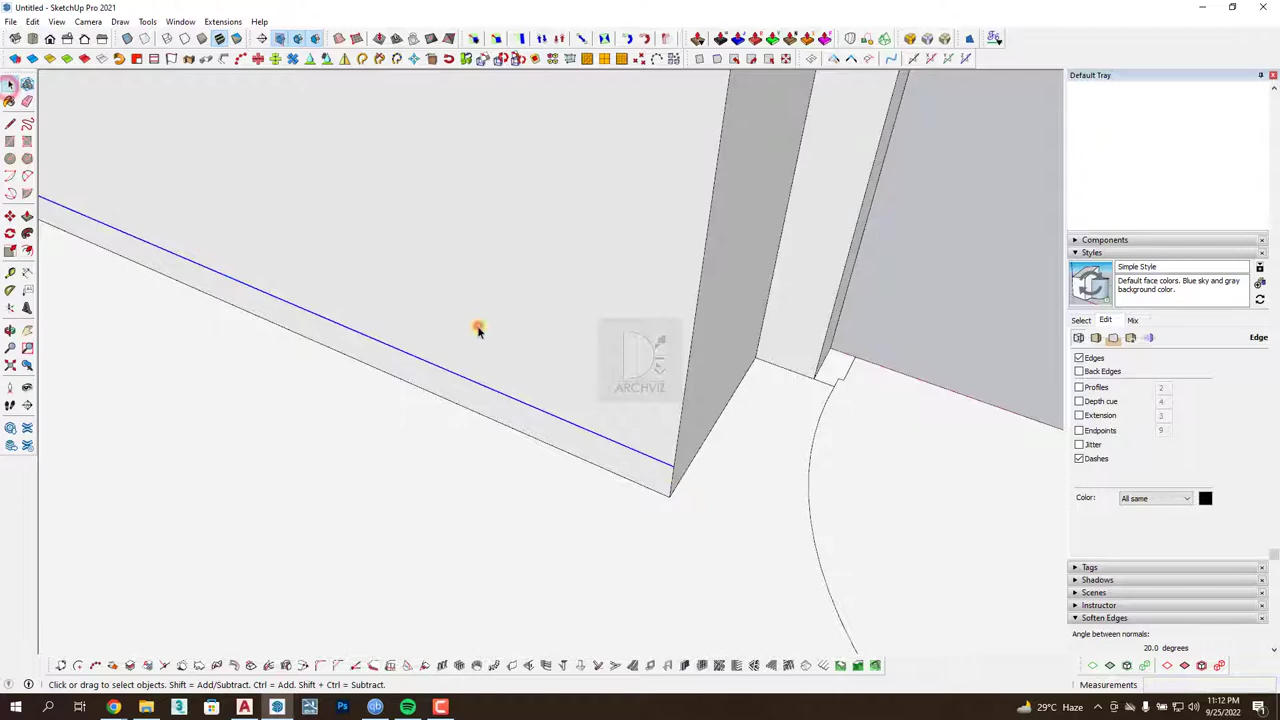 Untitled - SketchUp Pro 2021
File Edit View Camera Draw Tools Window Extensions Help
Default Tray
Components
Styles
Simple Style
Default face colors. Blue sky and gray
background color.
Select Edit Mix
Edge
Edges
Back Edges
Profiles 2
Depth cue 4
Extension 3
Endpoints 9
Jitter
Dashes
Color: All same
Tags
Shadows
Scenes
Instructor
Soften Edges
Angle between normals:
20.0 degrees
ARCHVIZ
Click or drag to select objects. Shift = Add/Subtract. Ctrl = Add. Shift + Ctrl = Subtract.
Measurements
29°C Haze
11:12 PM
9/25/2022